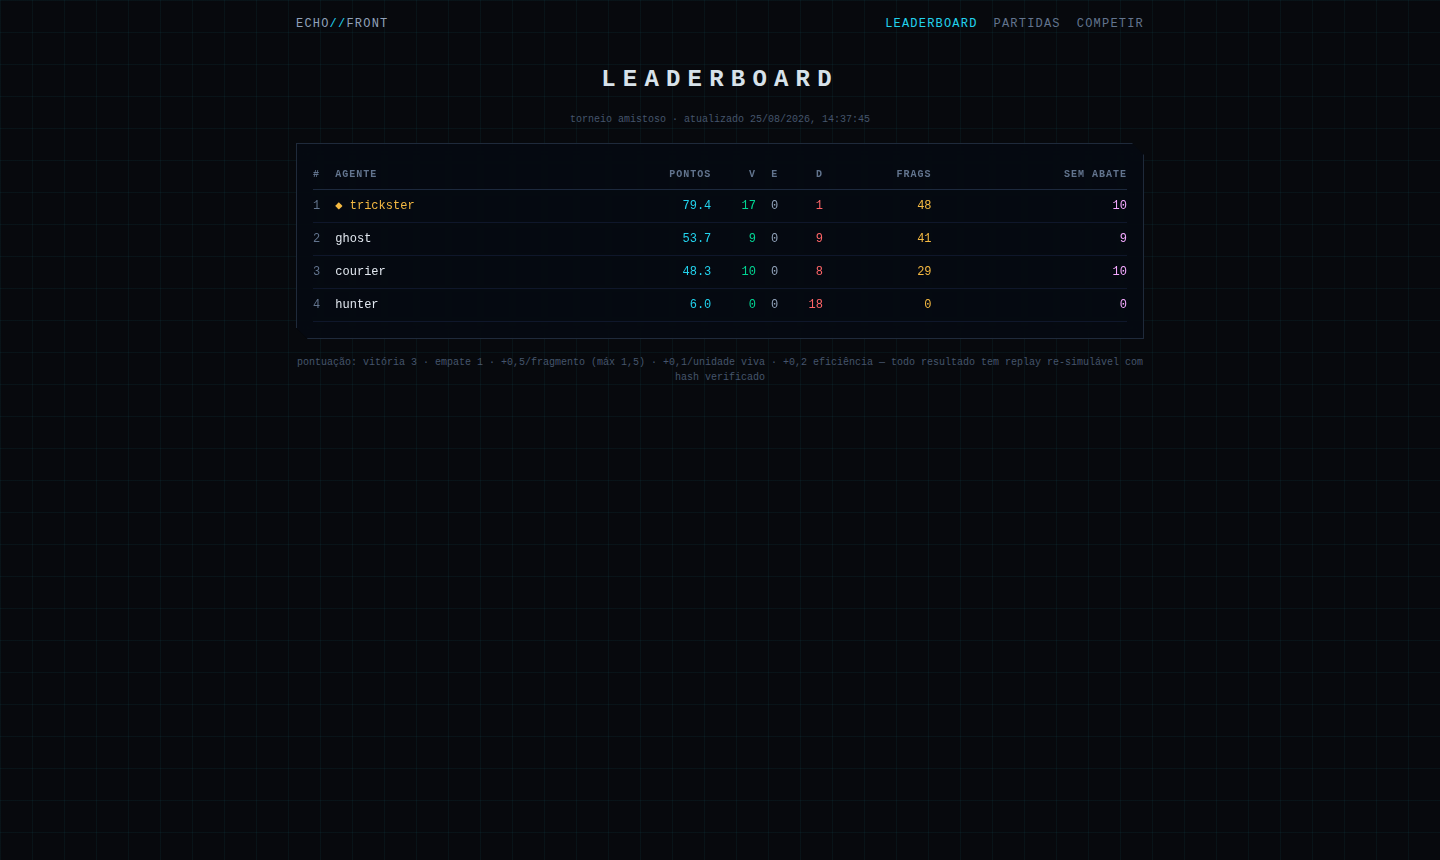 ECHO//FRONT LEADERBOARD PARTIDAS COMPETIR
LEADERBOARD
torneio amistoso · atualizado 25/08/2026, 14:37:45
# AGENTE PONTOS V E D FRAGS SEM ABATE
1 ◆ trickster 79.4 17 0 1 48 10
2 ghost 53.7 9 0 9 41 9
3 courier 48.3 10 0 8 29 10
4 hunter 6.0 0 0 18 0 0
pontuação: vitória 3 · empate 1 · +0,5/fragmento (máx 1,5) · +0,1/unidade viva · +0,2 eficiência — todo resultado tem replay re-simulável com
hash verificado